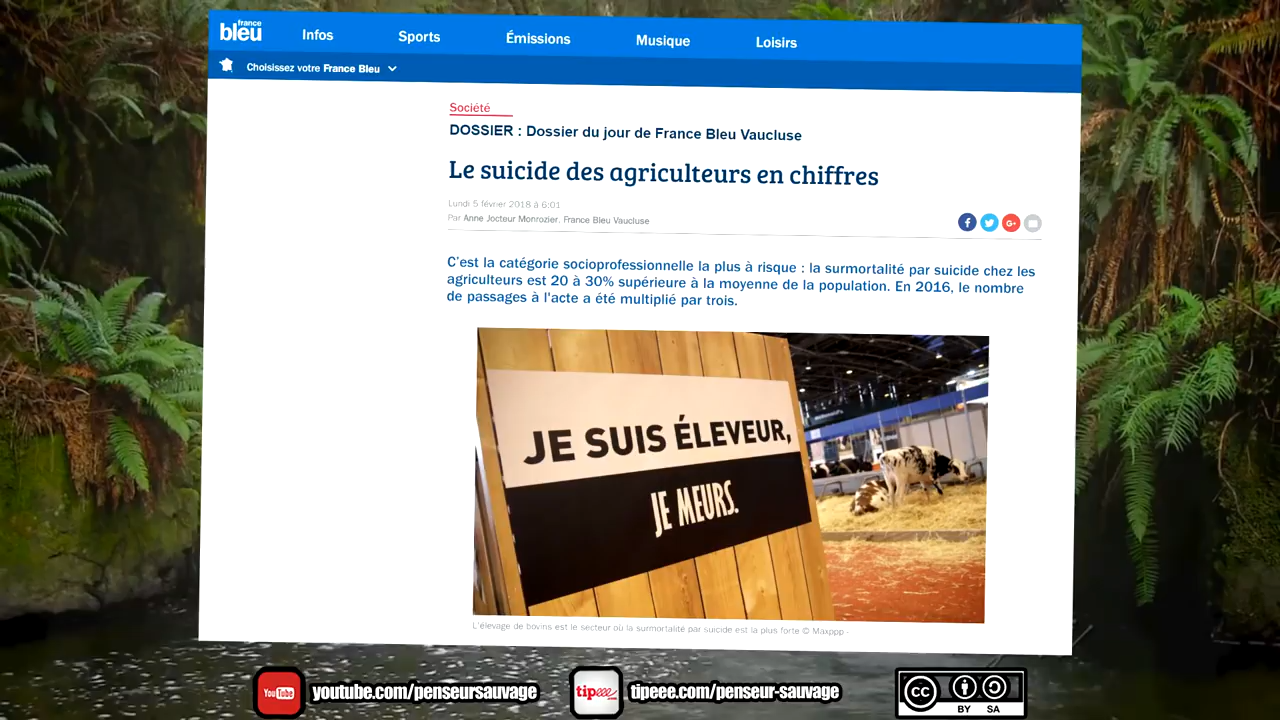 france
bleu
Infos
Sports
Émissions
Musique
Loisirs
Choisissez votre France Bleu
Société
DOSSIER : Dossier du jour de France Bleu Vaucluse
Le suicide des agriculteurs en chiffres
Lundi 5 février 2018 à 6:01
Par Anne Jocteur Monrozier, France Bleu Vaucluse
f
G+
C'est la catégorie socioprofessionnelle la plus à risque : la surmortalité par suicide chez les
agriculteurs est 20 à 30% supérieure à la moyenne de la population. En 2016, le nombre
de passages à l'acte a été multiplié par trois.
JE SUIS ÉLEVEUR,
JE MEURS.
L'élevage de bovins est le secteur où la surmortalité par suicide est la plus forte © Maxppp -
YouTube
youtube.com/penseursauvage
tipeee
tipeee.com/penseur-sauvage
CC
BY SA